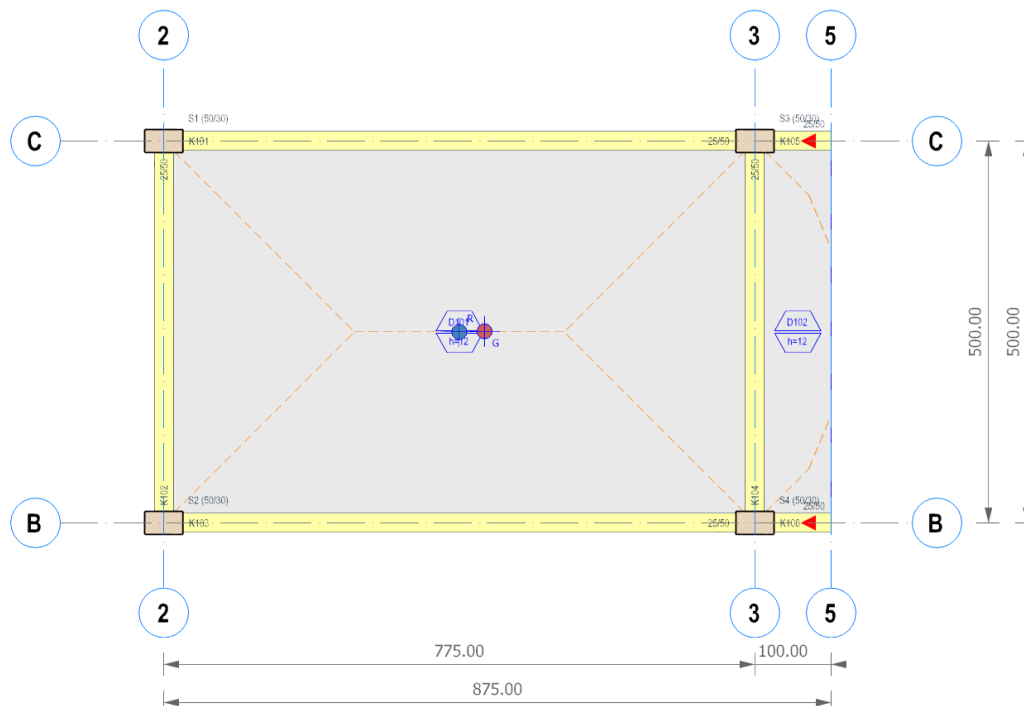 2
3
5
S1 (50/30)
S3 (50/30)
25/50
C
K101
25/50
K105
C
25/50
25/50
D101
R
h=12
G
D102
h=12
500.00
500.00
K102
K104
S2 (50/30)
S4 (50/30)
25/50
B
K103
25/50
K106
B
2
3
5
775.00
100.00
875.00